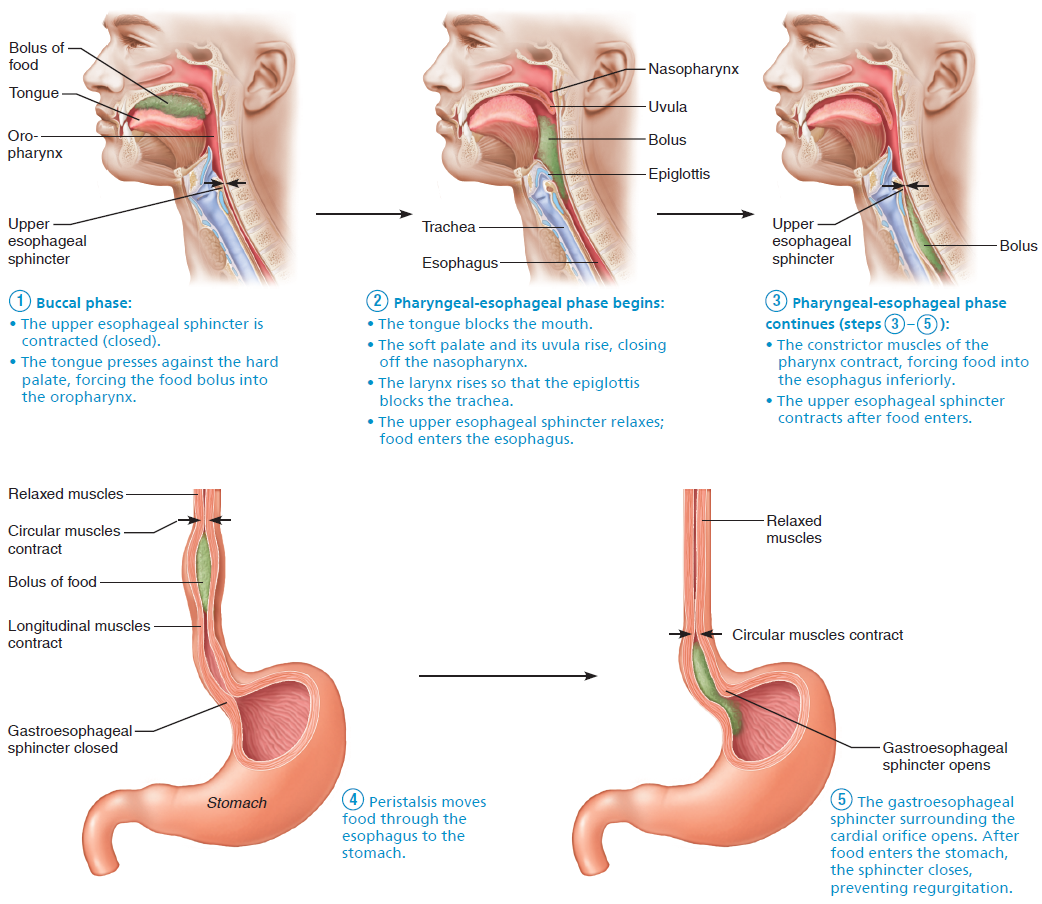 Bolus of
food
Tongue
Oro-
pharynx
Upper
esophageal
sphincter
Nasopharynx
Uvula
Bolus
Epiglottis
Trachea
Esophagus
Upper
esophageal
sphincter
Bolus
1 Buccal phase:
• The upper esophageal sphincter is
contracted (closed).
• The tongue presses against the hard
palate, forcing the food bolus into
the oropharynx.
2 Pharyngeal-esophageal phase begins:
• The tongue blocks the mouth.
• The soft palate and its uvula rise, closing
off the nasopharynx.
• The larynx rises so that the epiglottis
blocks the trachea.
• The upper esophageal sphincter relaxes;
food enters the esophagus.
3 Pharyngeal-esophageal phase
continues (steps 3–5):
• The constrictor muscles of the
pharynx contract, forcing food into
the esophagus inferiorly.
• The upper esophageal sphincter
contracts after food enters.
Relaxed muscles
Circular muscles
contract
Bolus of food
Longitudinal muscles
contract
Gastroesophageal
sphincter closed
Stomach
4 Peristalsis moves
food through the
esophagus to the
stomach.
Relaxed
muscles
Circular muscles contract
Gastroesophageal
sphincter opens
5 The gastroesophageal
sphincter surrounding the
cardial orifice opens. After
food enters the stomach,
the sphincter closes,
preventing regurgitation.